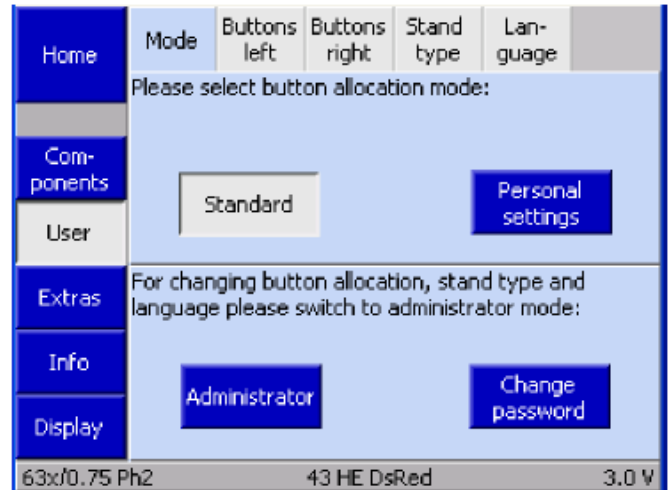 Home
Mode
Buttons left
Buttons right
Stand type
Lan-
guage
Please select button allocation mode:
Com-
ponents
Standard
Personal
settings
User
For changing button allocation, stand type and
language please switch to administrator mode:
Extras
Info
Administrator
Change
password
Display
63x/0.75 Ph2 43 HE DsRed 3.0 V